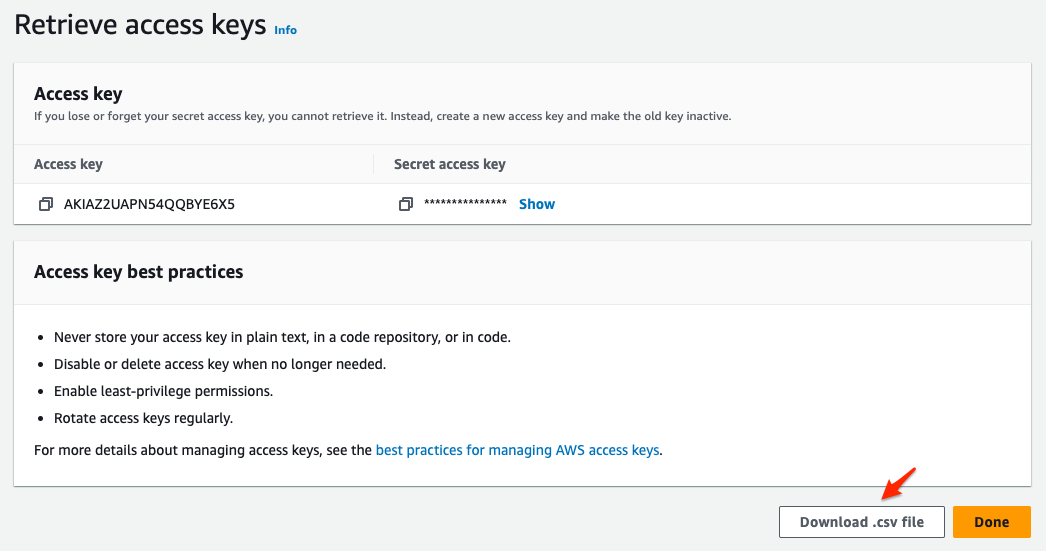 Retrieve access keys Info
Access key
If you lose or forget your secret access key, you cannot retrieve it. Instead, create a new access key and make the old key inactive.
Access key Secret access key
AKIAZ2UAPN54QQBYE6X5 *************** Show
Access key best practices
• Never store your access key in plain text, in a code repository, or in code.
• Disable or delete access key when no longer needed.
• Enable least-privilege permissions.
• Rotate access keys regularly.
For more details about managing access keys, see the best practices for managing AWS access keys.
Download .csv file Done